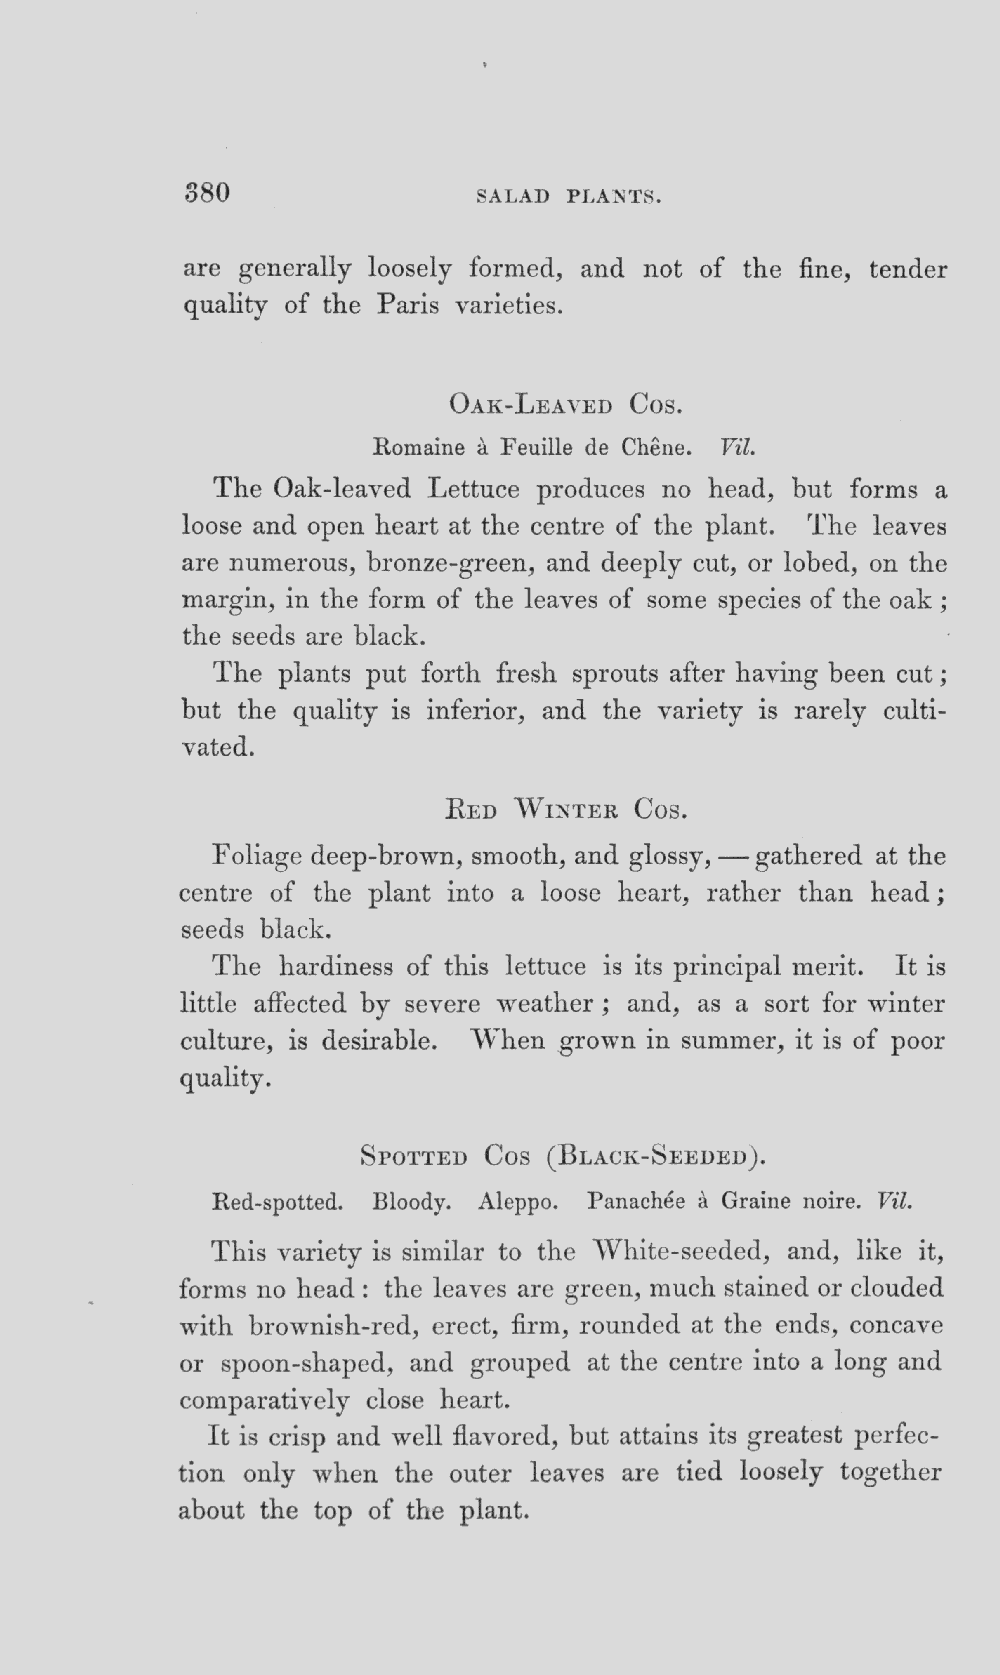 380 SALAD PLANTS.
are generally loosely formed, and not of the fine, tender
quality of the Paris varieties.
OAK-LEAVED COS.
Romaine à Feuille de Chêne. Vil.
The Oak-leaved Lettuce produces no head, but forms a
loose and open heart at the centre of the plant. The leaves
are numerous, bronze-green, and deeply cut, or lobed, on the
margin, in the form of the leaves of some species of the oak ;
the seeds are black.
The plants put forth fresh sprouts after having been cut ;
but the quality is inferior, and the variety is rarely culti-
vated.
RED WINTER COS.
Foliage deep-brown, smooth, and glossy, — gathered at the
centre of the plant into a loose heart, rather than head ;
seeds black.
The hardiness of this lettuce is its principal merit. It is
little affected by severe weather ; and, as a sort for winter
culture, is desirable. When grown in summer, it is of poor
quality.
SPOTTED COS (BLACK-SEEDED).
Red-spotted. Bloody. Aleppo. Panachée à Graine noire. Vil.
This variety is similar to the White-seeded, and, like it,
forms no head : the leaves are green, much stained or clouded
with brownish-red, erect, firm, rounded at the ends, concave
or spoon-shaped, and grouped at the centre into a long and
comparatively close heart.
It is crisp and well flavored, but attains its greatest perfec-
tion only when the outer leaves are tied loosely together
about the top of the plant.